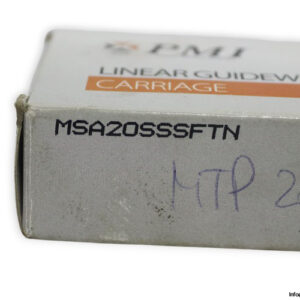 PMI
LINEAR GUIDEW
CARRIAGE
MSA20SSSFTN
MTP 2